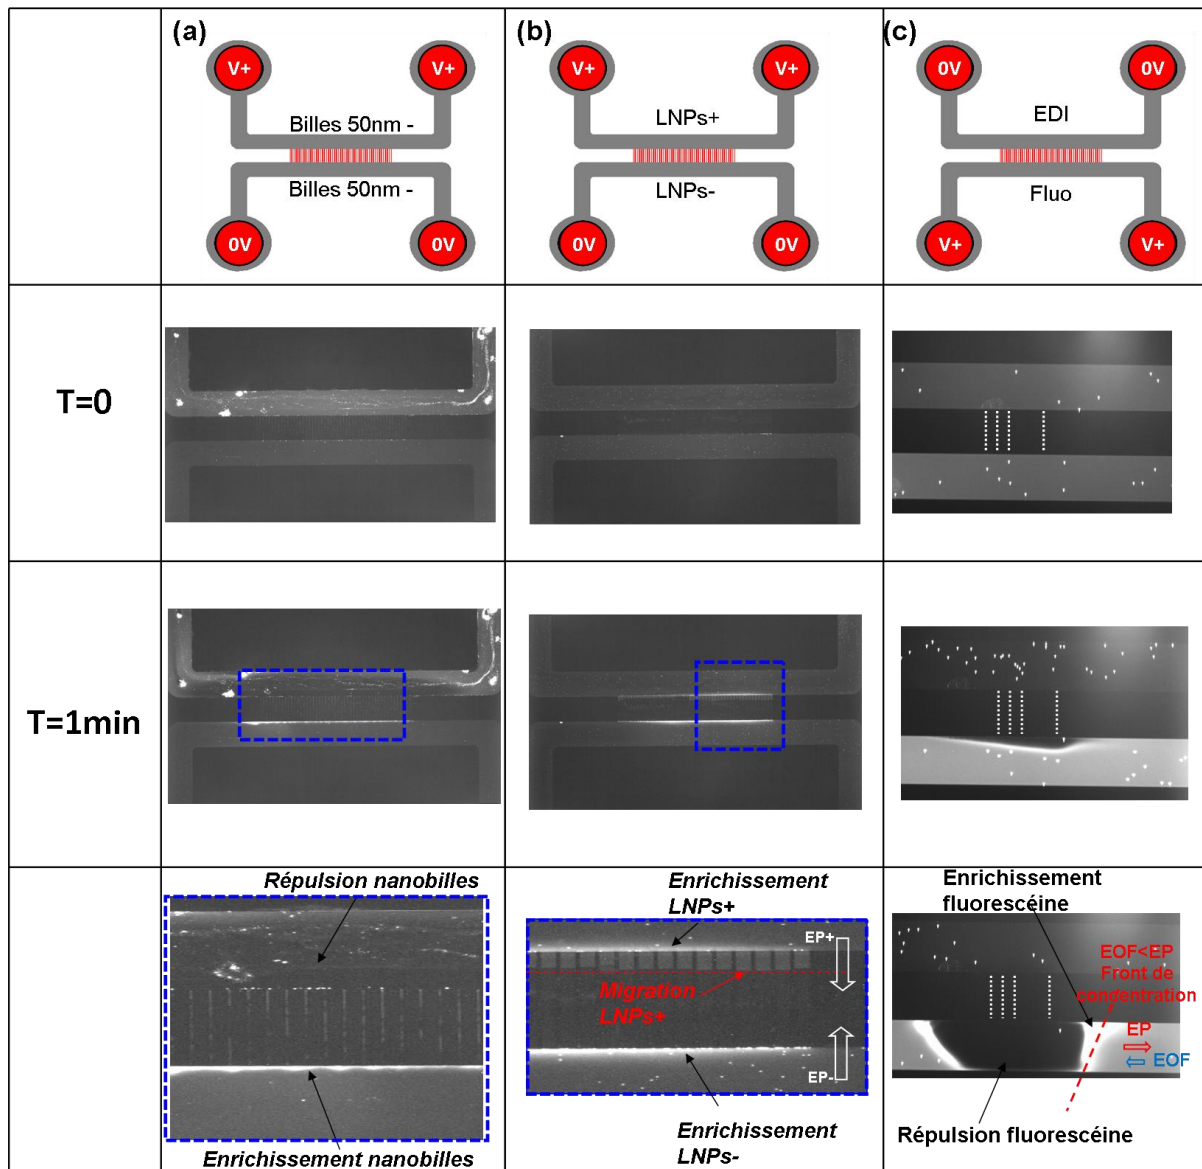 (a)
V+ V+
Billes 50nm -
Billes 50nm -
0V 0V
(b)
V+ V+
LNPs+
LNPs-
0V 0V
(c)
0V 0V
EDI
Fluo
V+ V+
T=0
T=1min
Répulsion nanobilles
Enrichissement nanobilles
Enrichissement
LNPs+
EP+
Migration
LNPs+
EP-
Enrichissement
LNPs-
Enrichissement
fluorescéine
EOF<EP
Front de
condentration
EP
EOF
Répulsion fluorescéine